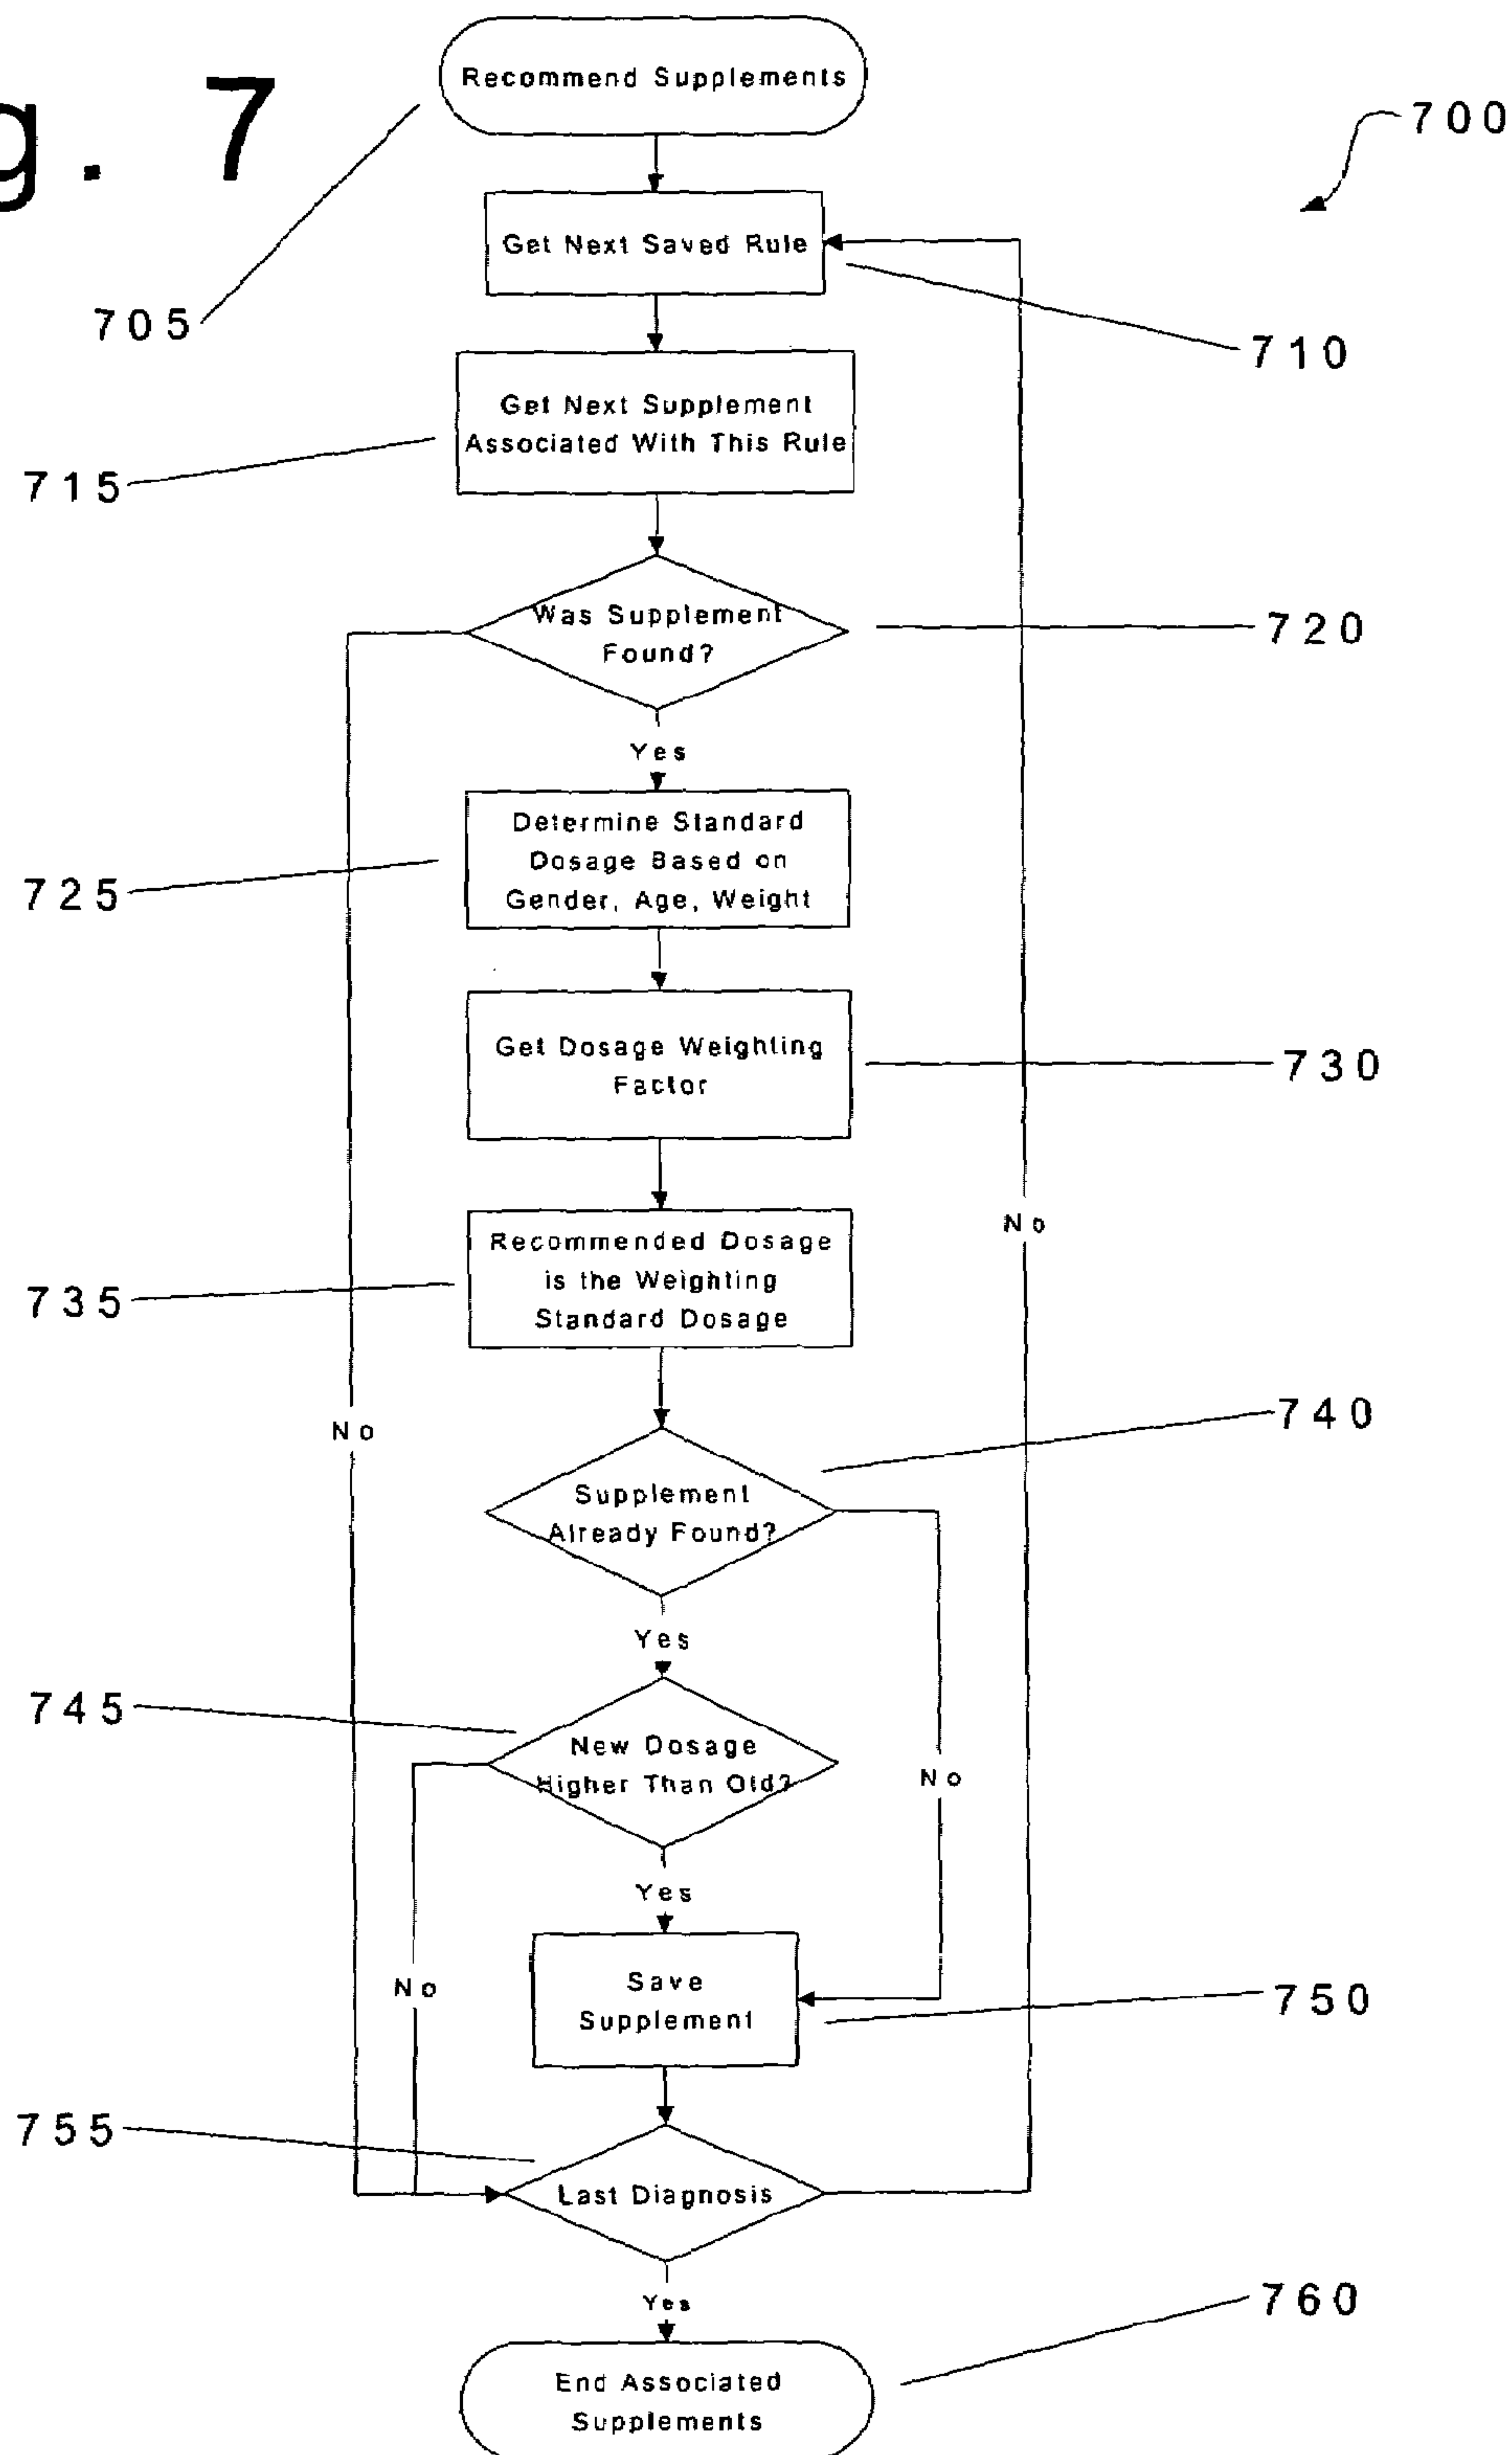 g. 7
Recommend Supplements
700
Get Next Saved Rule
705
710
Get Next Supplement
Associated With This Rule
715
Was Supplement
Found?
720
Yes
Determine Standard
Dosage Based on
Gender, Age, Weight
725
Get Dosage Weighting
Factor
730
No
Recommended Dosage
is the Weighting
Standard Dosage
735
740
No
Supplement
Already Found?
Yes
745
New Dosage
Higher Than Old?
No
Yes
Save
Supplement
No
750
755
Last Diagnosis
Yes
760
End Associated
Supplements